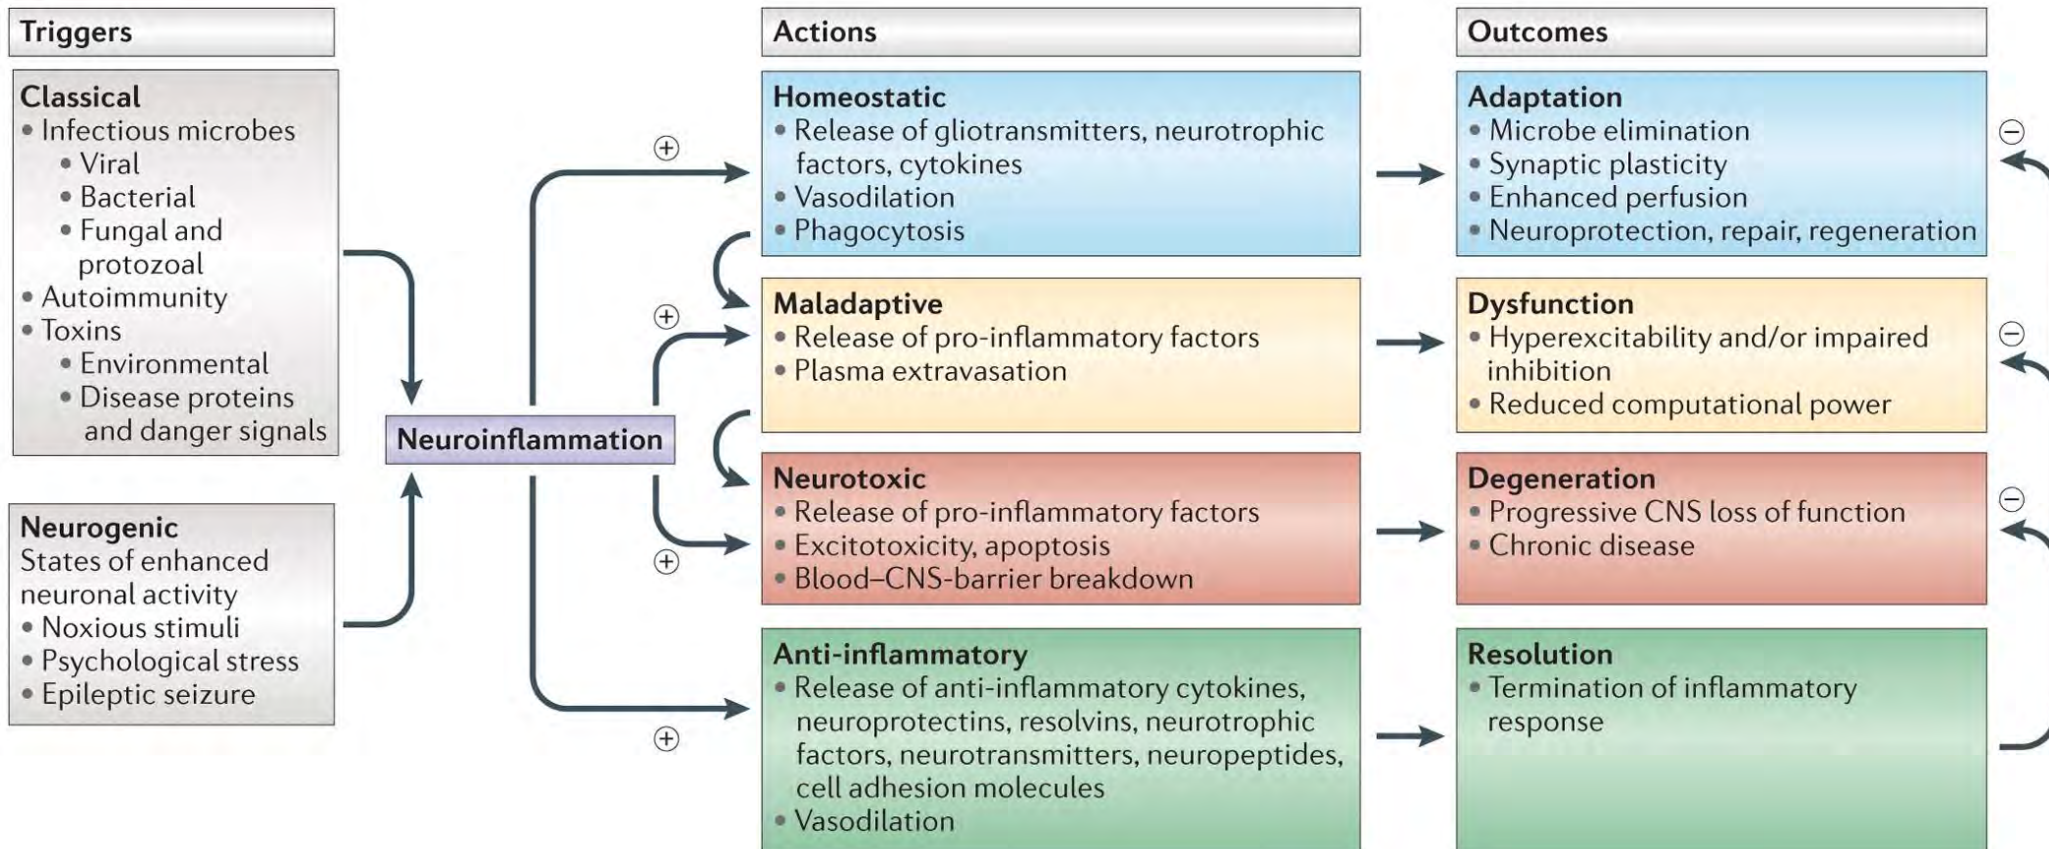 Triggers
Classical
• Infectious microbes
• Viral
• Bacterial
• Fungal and
protozoal
• Autoimmunity
• Toxins
• Environmental
• Disease proteins
and danger signals
Neurogenic
States of enhanced
neuronal activity
• Noxious stimuli
• Psychological stress
• Epileptic seizure
Neuroinflammation
+
+
+
+
Actions
Homeostatic
• Release of gliotransmitters, neurotrophic
factors, cytokines
• Vasodilation
• Phagocytosis
Maladaptive
• Release of pro-inflammatory factors
• Plasma extravasation
Neurotoxic
• Release of pro-inflammatory factors
• Excitotoxicity, apoptosis
• Blood–CNS-barrier breakdown
Anti-inflammatory
• Release of anti-inflammatory cytokines,
neuroprotectins, resolvins, neurotrophic
factors, neurotransmitters, neuropeptides,
cell adhesion molecules
• Vasodilation
Outcomes
Adaptation
• Microbe elimination
• Synaptic plasticity
• Enhanced perfusion
• Neuroprotection, repair, regeneration
Dysfunction
• Hyperexcitability and/or impaired
inhibition
• Reduced computational power
Degeneration
• Progressive CNS loss of function
• Chronic disease
Resolution
• Termination of inflammatory
response
−
−
−